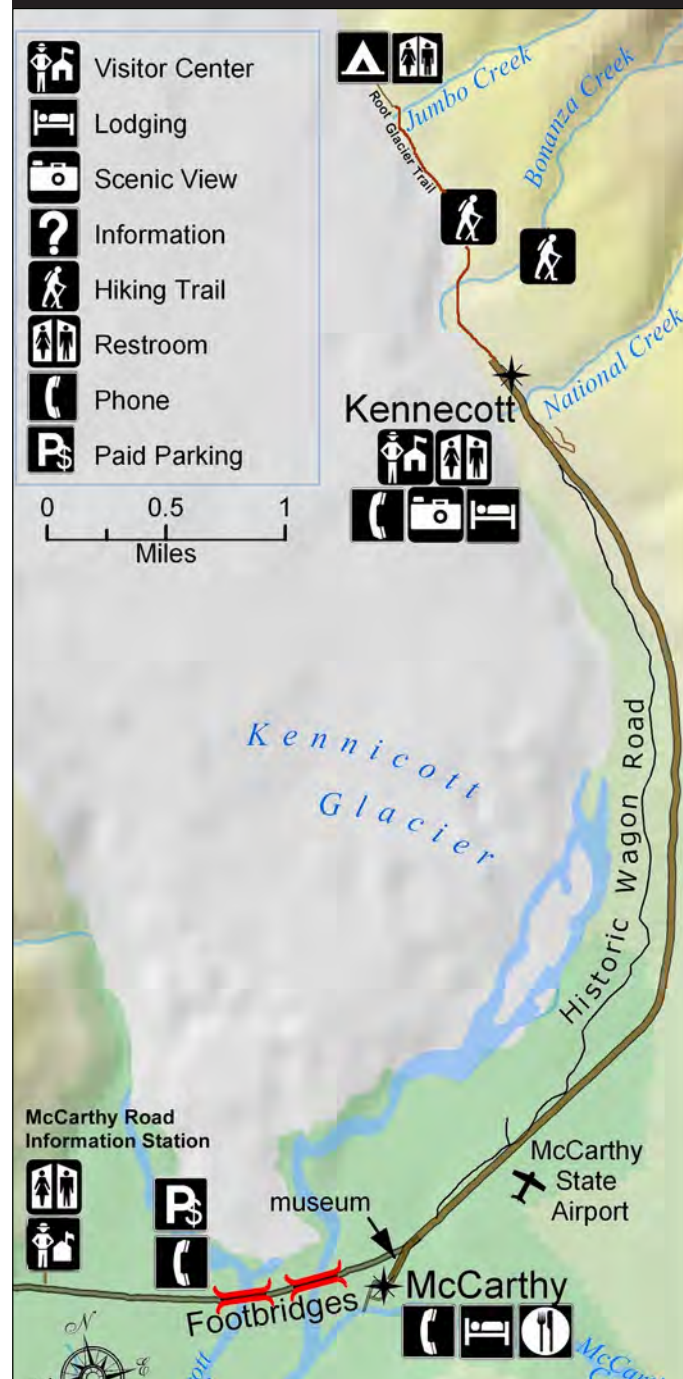 Visitor Center
Lodging
Scenic View
?
Information
Hiking Trail
Restroom
Phone
P$
Paid Parking
0 0.5 1
Miles
Jumbo Creek
Root Glacier Trail
Bonanza Creek
National Creek
Kennecott
Kennicott
Glacier
Historic Wagon Road
McCarthy Road
Information Station
P$
museum
McCarthy
State
Airport
Footbridges
McCarthy
N
E
McCarthy